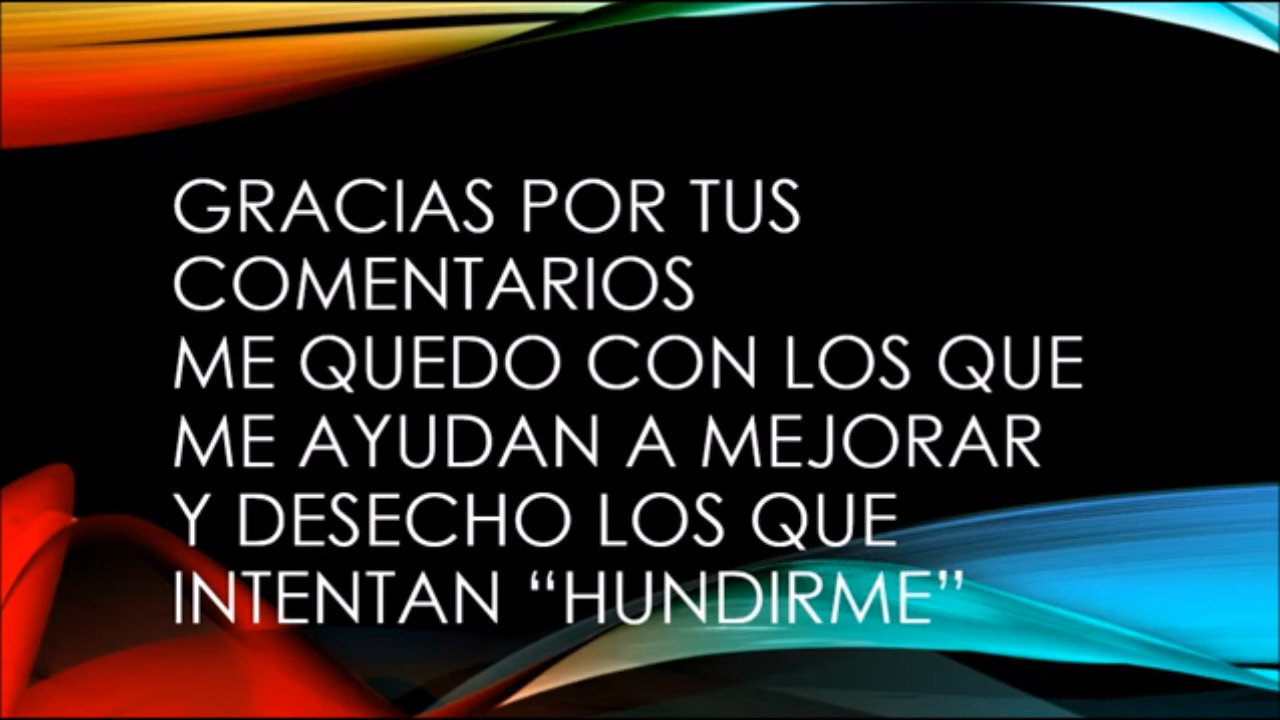 GRACIAS POR TUS
COMENTARIOS
ME QUEDO CON LOS QUE
ME AYUDAN A MEJORAR
Y DESECHO LOS QUE
INTENTAN “HUNDIRME”